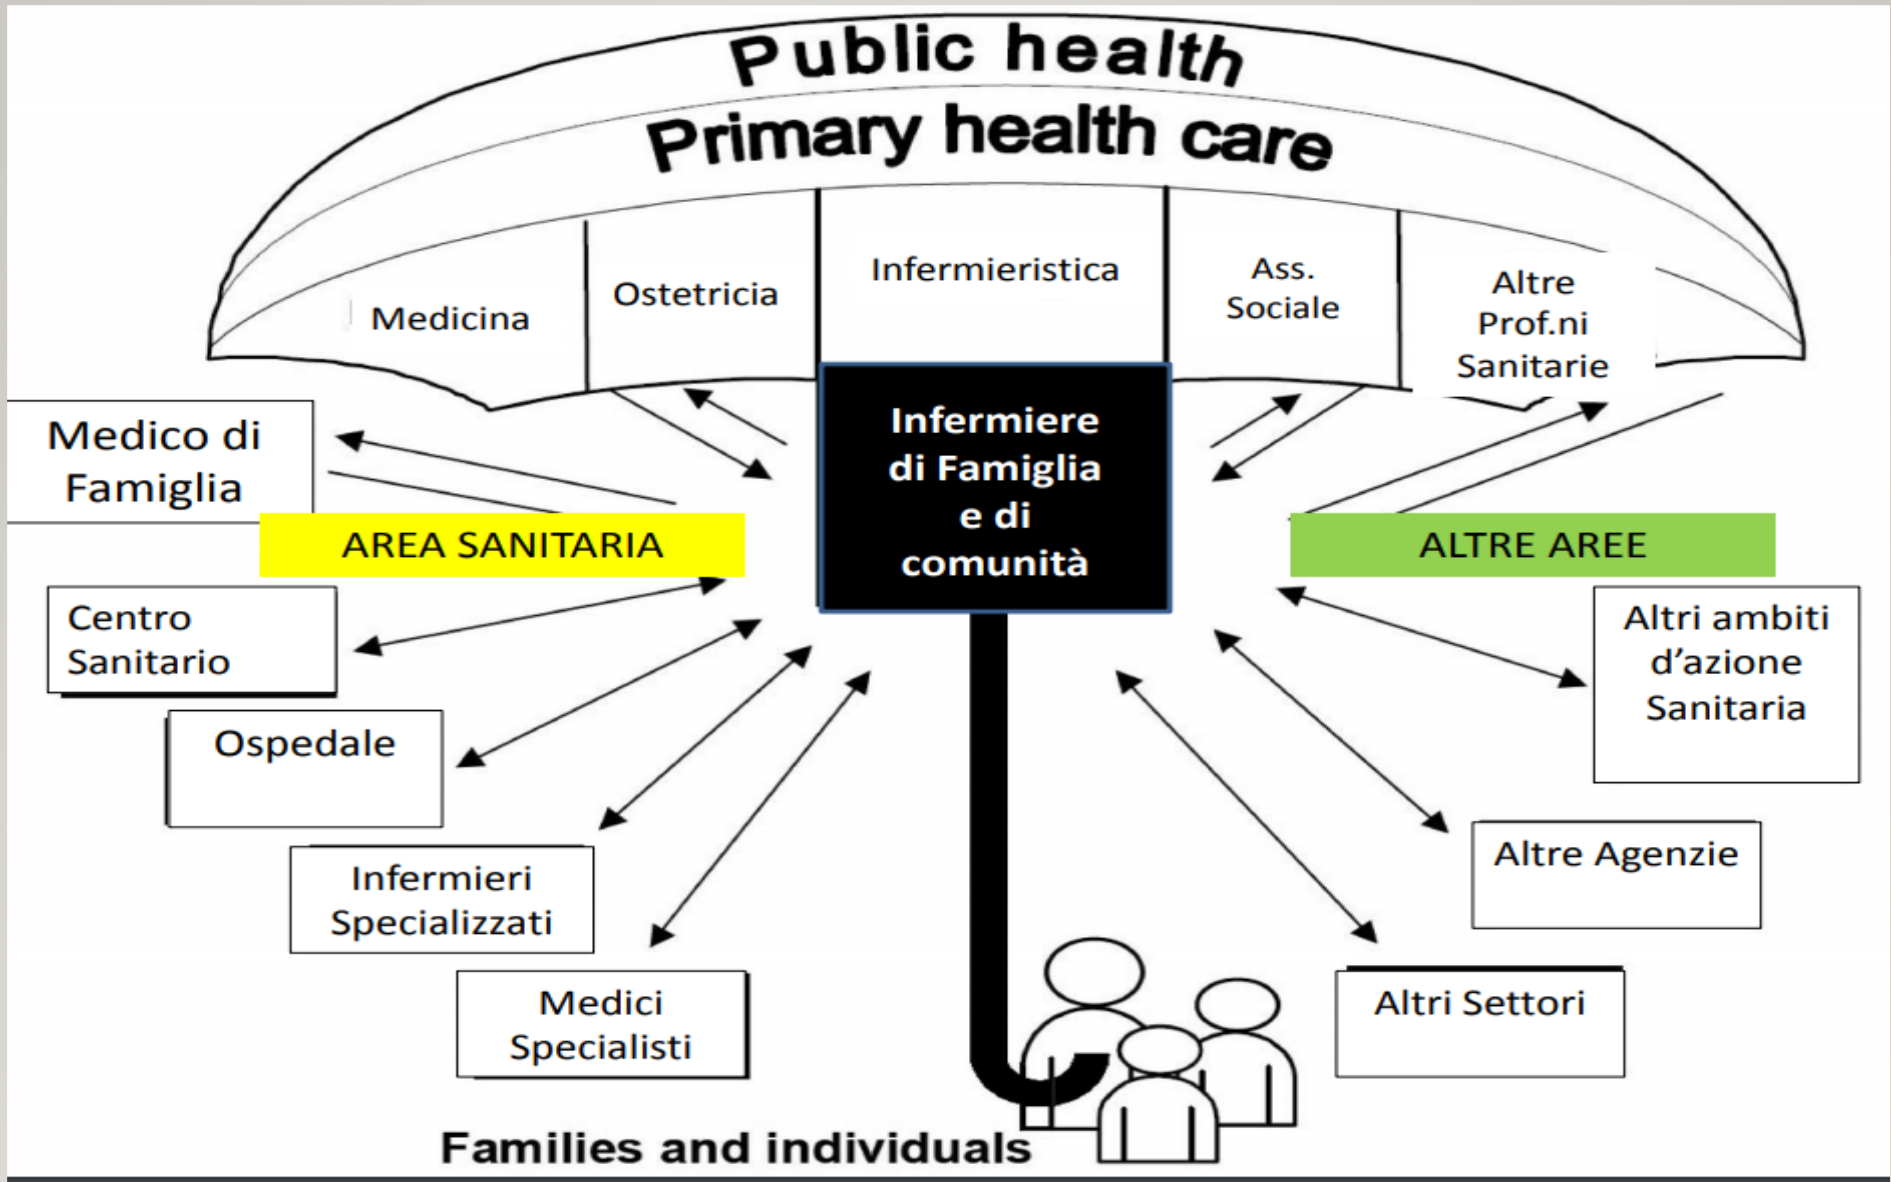 Public health
Primary health care
Medicina
Ostetricia
Infermieristica
Ass.
Sociale
Altre
Prof.ni
Sanitarie
Medico di
Famiglia
Infermiere
di Famiglia
e di
comunità
AREA SANITARIA
ALTRE AREE
Centro
Sanitario
Altri ambiti
d’azione
Sanitaria
Ospedale
Altre Agenzie
Infermieri
Specializzati
Medici
Specialisti
Altri Settori
Families and individuals